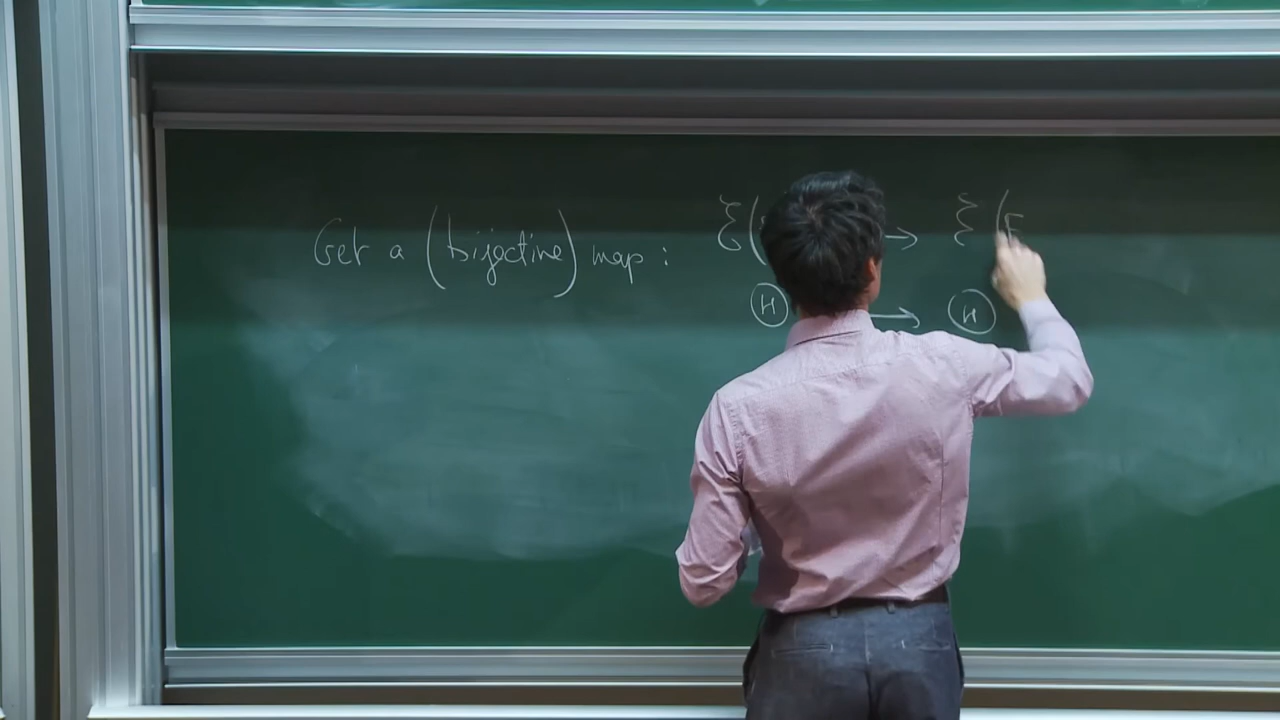 Get a (bijective) map : Ɛ( → Ɛ (F
Ⓗ → Ⓗ